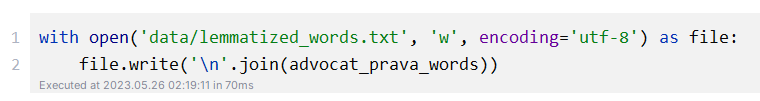 1 with open('data/lemmatized_words.txt', 'w', encoding='utf-8') as file:
2     file.write('\n'.join(advocat_prava_words))
Executed at 2023.05.26 02:19:11 in 70ms